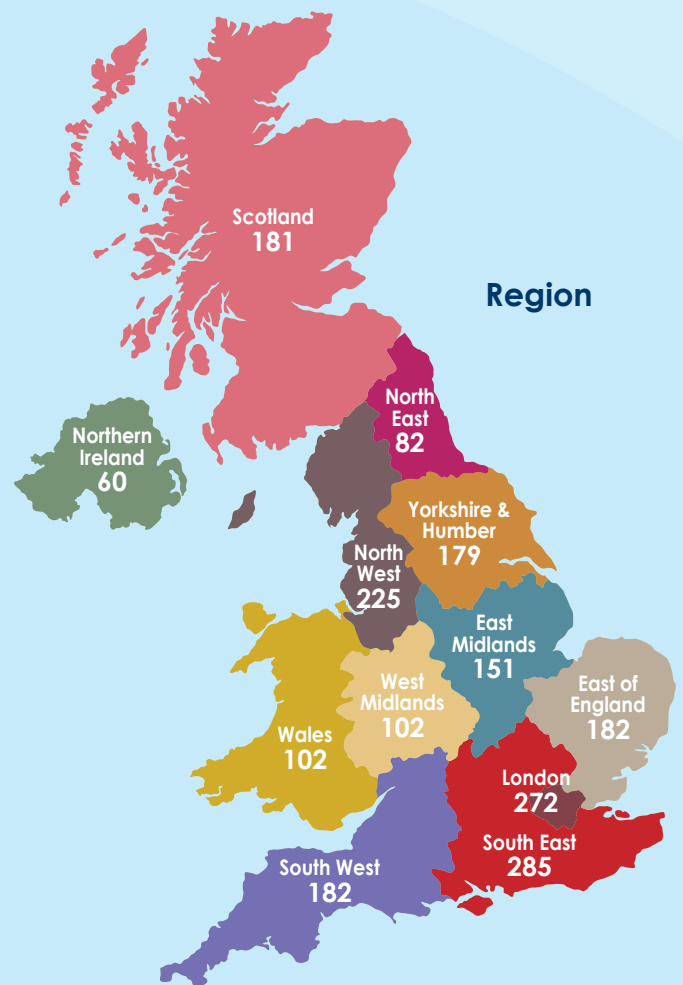 Scotland
181
Region
North
East
82
Northern
Ireland
60
Yorkshire &
Humber
179
North
West
225
East
Midlands
151
West
Midlands
102
East of
England
182
Wales
102
London
272
South East
285
South West
182